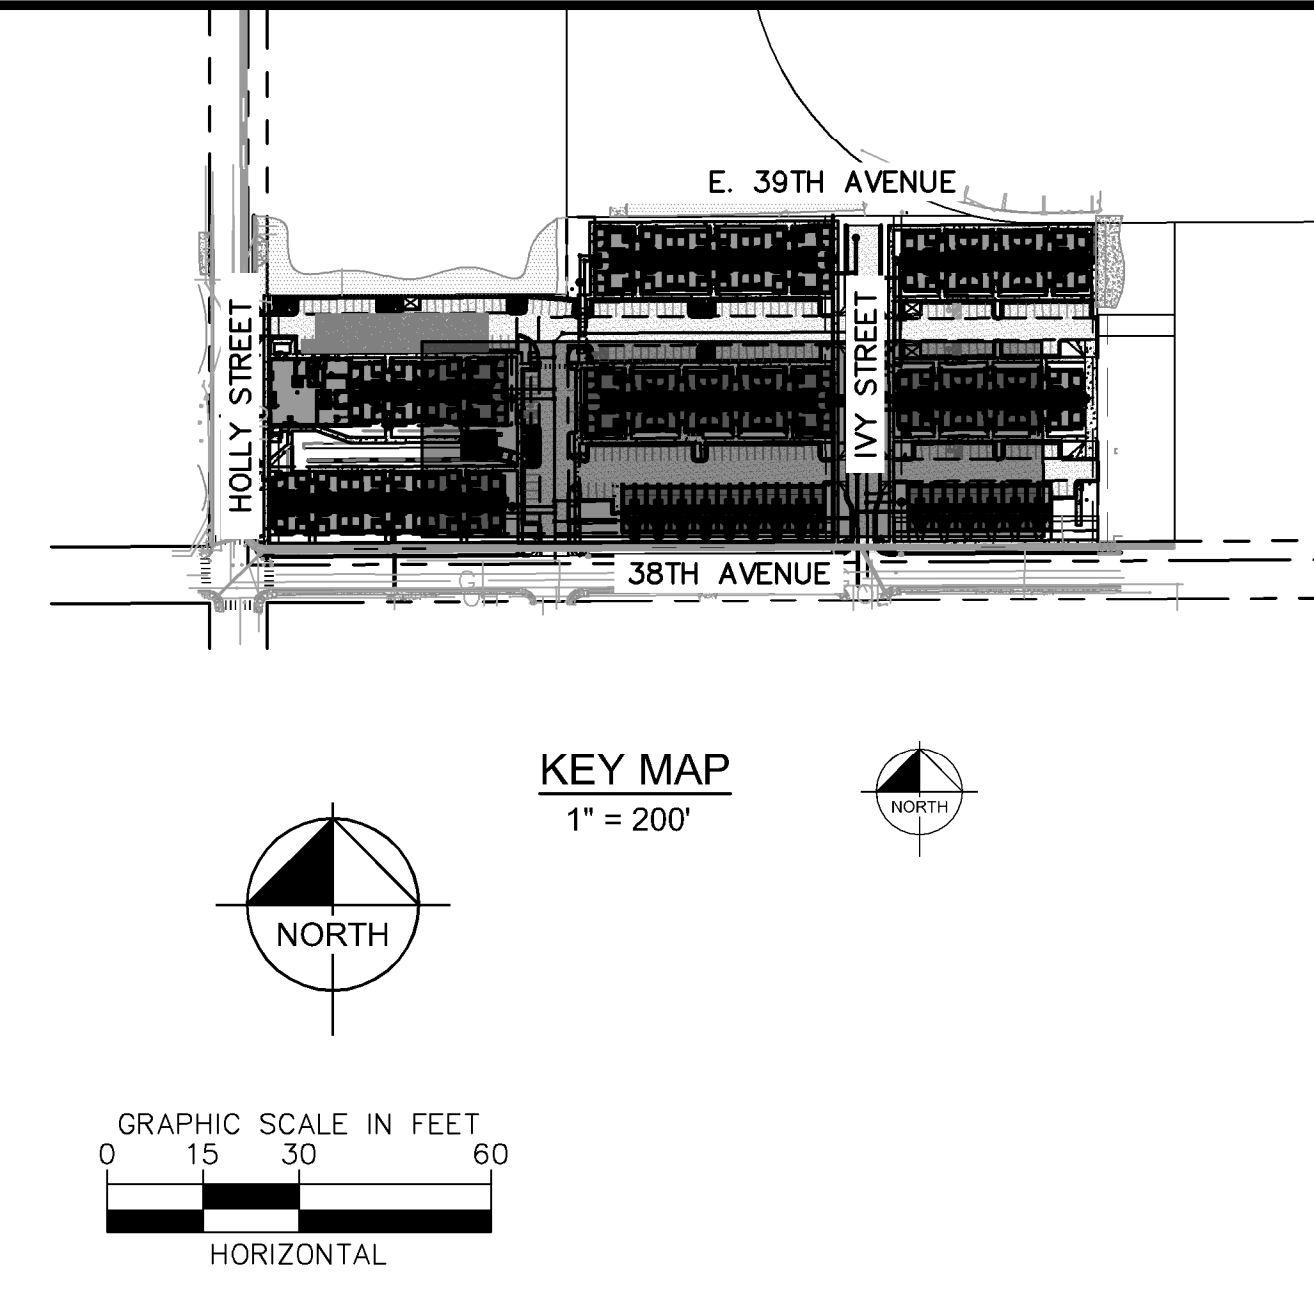 E. 39TH AVENUE
HOLLY STREET
IVY STREET
38TH AVENUE
KEY MAP
1" = 200'
NORTH
NORTH
GRAPHIC SCALE IN FEET
0 15 30 60
HORIZONTAL